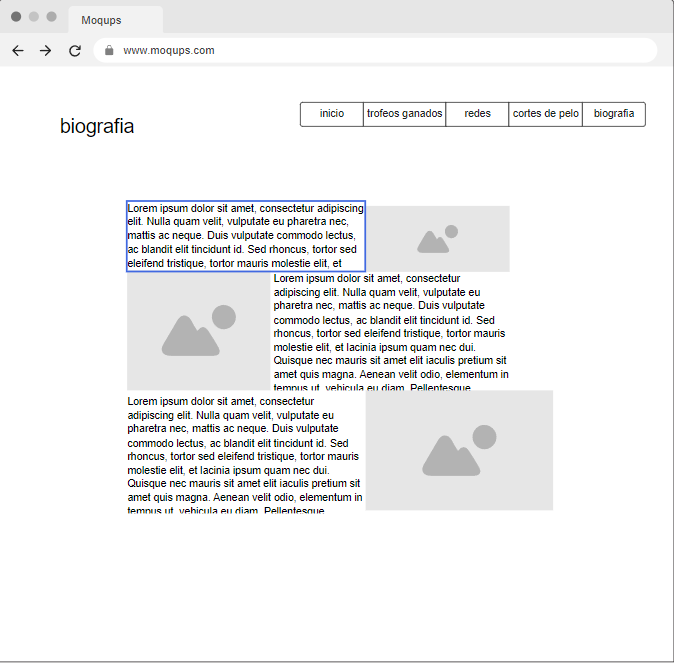 Moqups
www.moqups.com
biografia
inicio
trofeos ganados
redes
cortes de pelo
biografia
Lorem ipsum dolor sit amet, consectetur adipiscing
elit. Nulla quam velit, vulputate eu pharetra nec,
mattis ac neque. Duis vulputate commodo lectus,
ac blandit elit tincidunt id. Sed rhoncus, tortor sed
eleifend tristique, tortor mauris molestie elit, et
Lorem ipsum dolor sit amet, consectetur
adipiscing elit. Nulla quam velit, vulputate eu
pharetra nec, mattis ac neque. Duis vulputate
commodo lectus, ac blandit elit tincidunt id. Sed
rhoncus, tortor sed eleifend tristique, tortor mauris
molestie elit, et lacinia ipsum quam nec dui.
Quisque nec mauris sit amet elit iaculis pretium sit
amet quis magna. Aenean velit odio, elementum in
tempus ut, vehicula eu diam. Pellentesque
Lorem ipsum dolor sit amet, consectetur
adipiscing elit. Nulla quam velit, vulputate eu
pharetra nec, mattis ac neque. Duis vulputate
commodo lectus, ac blandit elit tincidunt id. Sed
rhoncus, tortor sed eleifend tristique, tortor mauris
molestie elit, et lacinia ipsum quam nec dui.
Quisque nec mauris sit amet elit iaculis pretium sit
amet quis magna. Aenean velit odio, elementum in
tempus ut, vehicula eu diam. Pellentesque